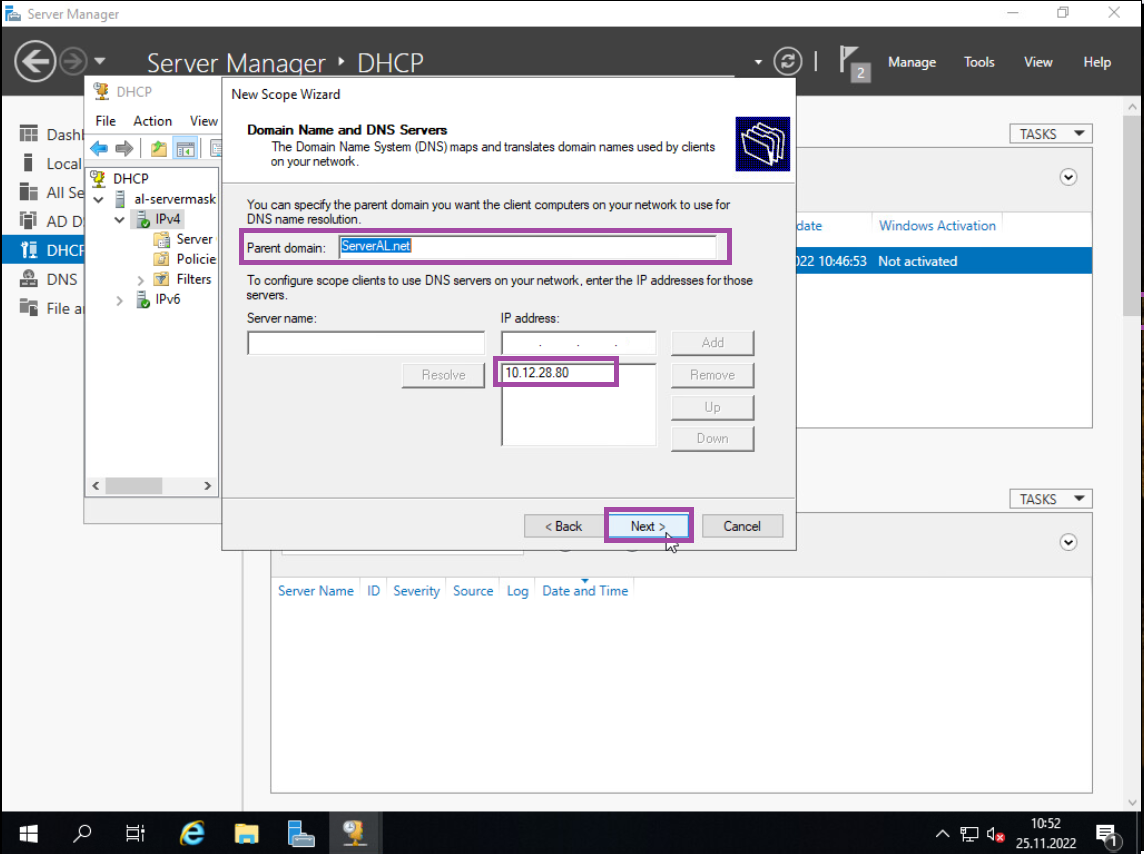 Server Manager
Server Manager ‣ DHCP
2
Manage
Tools
View
Help
DHCP
File
Action
View
DHCP
al-servermask
IPv4
Server
Policie
Filters
IPv6
Dashl
Local
All Se
AD D
DHCP
DNS
File a
New Scope Wizard
Domain Name and DNS Servers
The Domain Name System (DNS) maps and translates domain names used by clients
on your network.
You can specify the parent domain you want the client computers on your network to use for
DNS name resolution.
Parent domain:
ServerAL.net
To configure scope clients to use DNS servers on your network, enter the IP addresses for those
servers.
Server name:
IP address:
. . .
Add
Resolve
10.12.28.80
Remove
Up
Down
< Back
Next >
Cancel
TASKS
date
Windows Activation
022 10:46:53
Not activated
TASKS
Server Name
ID
Severity
Source
Log
Date and Time
10:52
25.11.2022
1